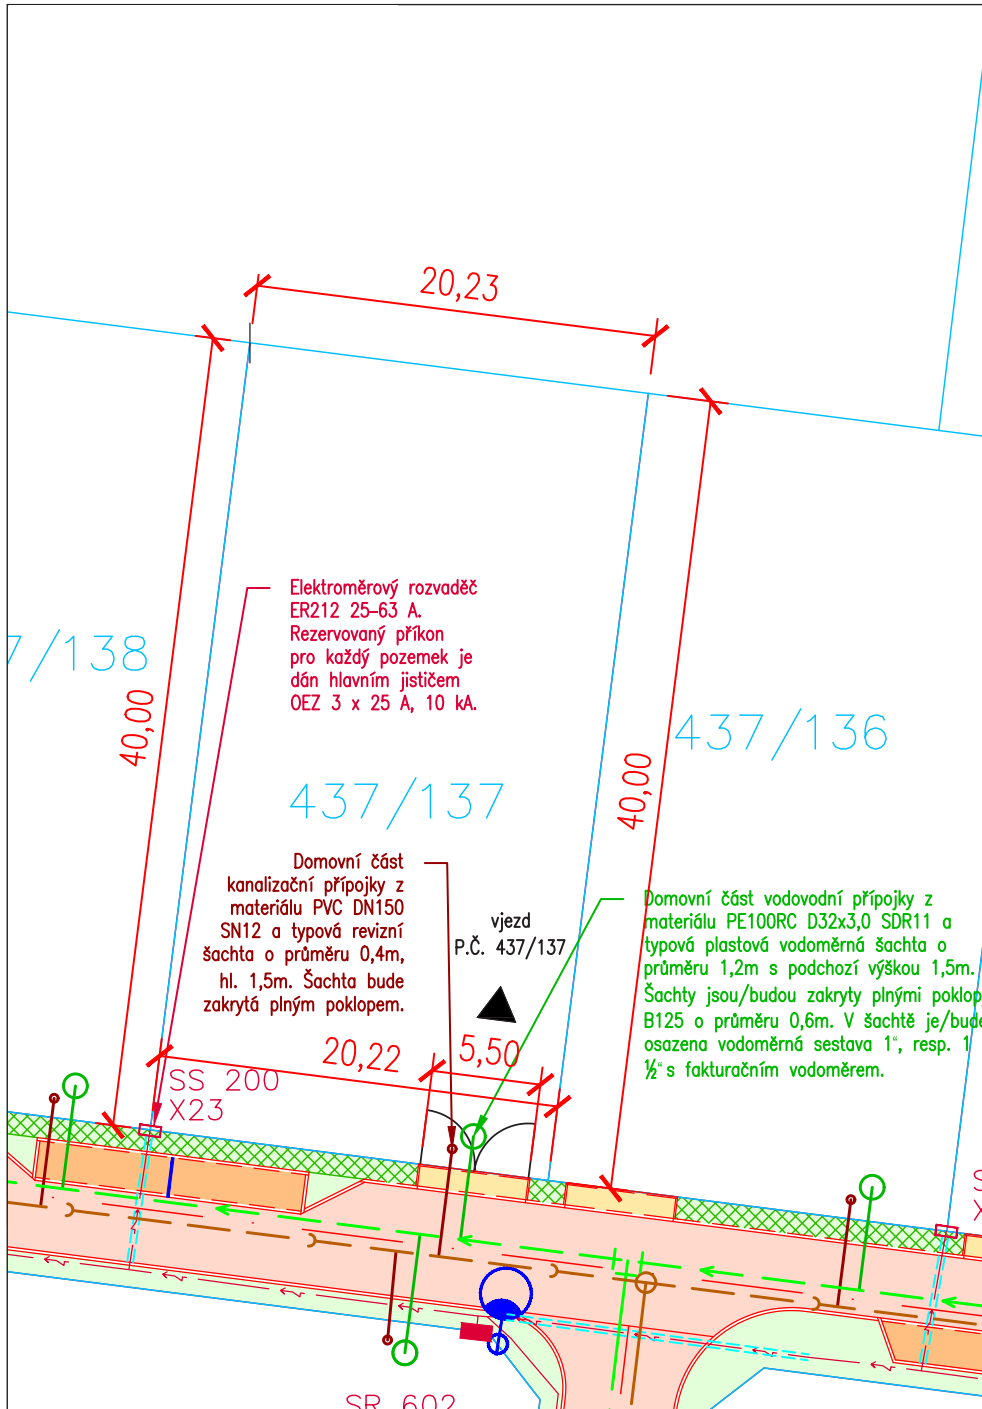 20,23
Elektroměrový rozvaděč
ER212 25–63 A.
Rezervovaný příkon
pro každý pozemek je
dán hlavním jističem
OEZ 3 x 25 A, 10 kA.
7/138
40,00
437/136
40,00
437/137
Domovní část
kanalizační přípojky z
materiálu PVC DN150
SN12 a typová revizní
šachta o průměru 0,4m,
hl. 1,5m. Šachta bude
zakrytá plným poklopem.
vjezd
P.Č. 437/137
Domovní část vodovodní přípojky z
materiálu PE100RC D32x3,0 SDR11 a
typová plastová vodoměrná šachta o
průměru 1,2m s podchozí výškou 1,5m.
Šachty jsou/budou zakryty plnými poklop
B125 o průměru 0,6m. V šachtě je/bude
osazena vodoměrná sestava 1", resp. 1
½" s fakturačním vodoměrem.
20,22
5,50
SS 200
X23
S
X
SR 602